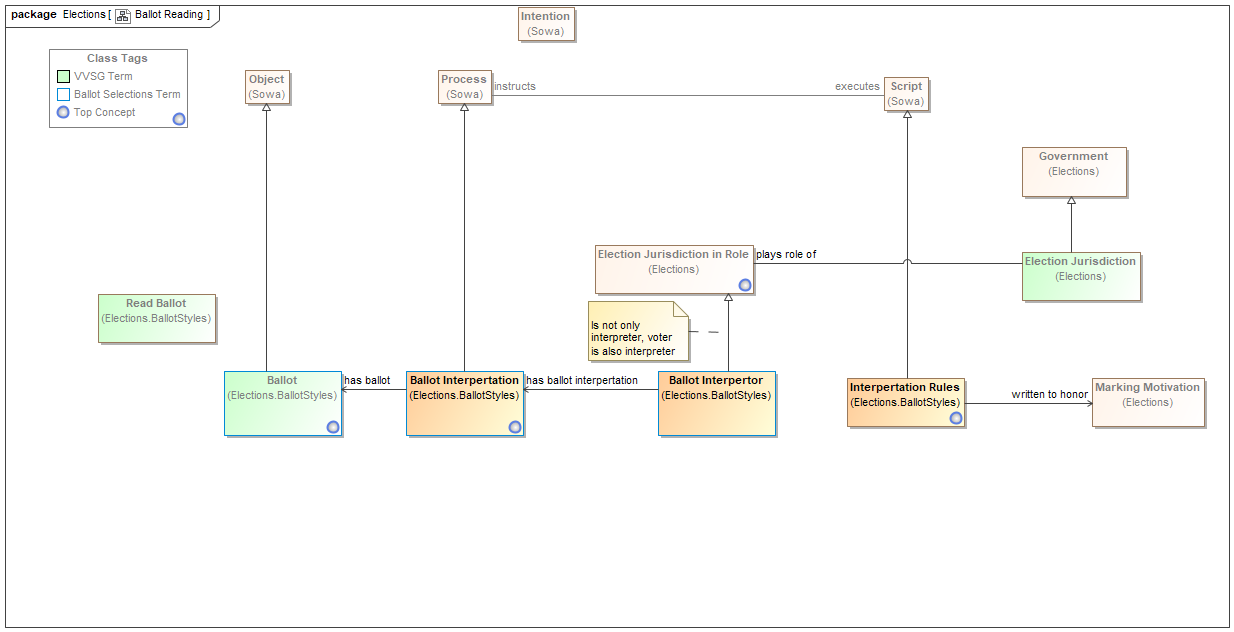 package Elections [ Ballot Reading ]
Intention
(Sowa)
Class Tags
VVSG Term
Ballot Selections Term
Top Concept
Object
(Sowa)
Process
(Sowa)
instructs
executes
Script
(Sowa)
Government
(Elections)
Election Jurisdiction in Role
(Elections)
plays role of
Election Jurisdiction
(Elections)
Read Ballot
(Elections.BallotStyles)
Is not only
interpreter, voter
is also interpreter
Ballot
(Elections.BallotStyles)
has ballot
Ballot Interpertation
(Elections.BallotStyles)
has ballot interpertation
Ballot Interpertor
(Elections.BallotStyles)
Interpertation Rules
(Elections.BallotStyles)
written to honor
Marking Motivation
(Elections)